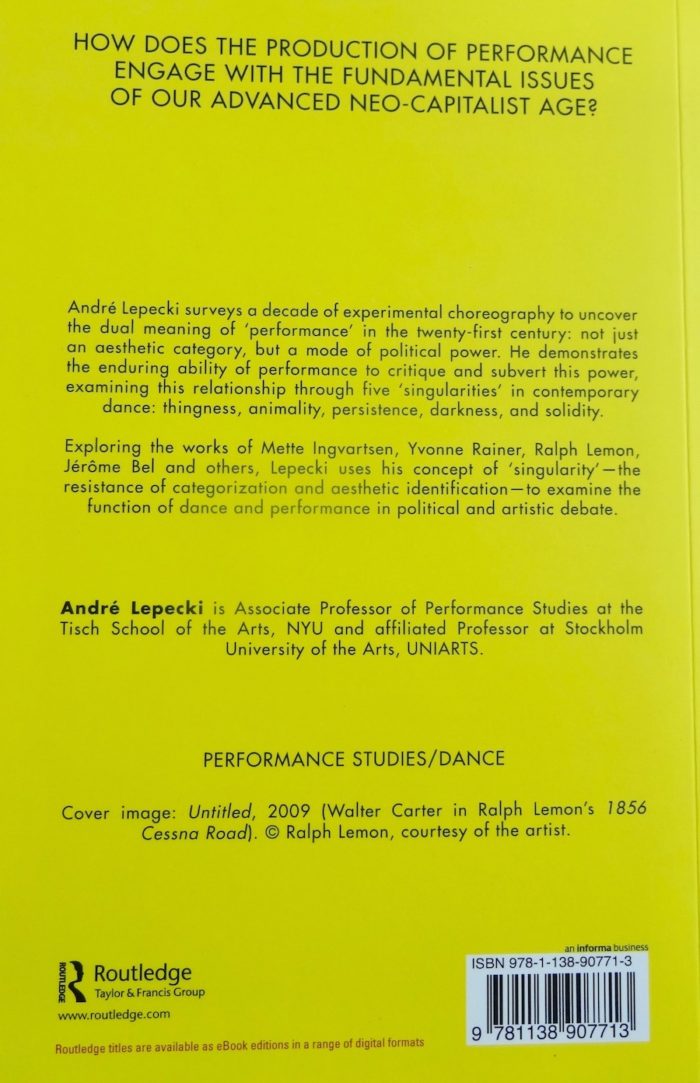 HOW DOES THE PRODUCTION OF PERFORMANCE
ENGAGE WITH THE FUNDAMENTAL ISSUES
OF OUR ADVANCED NEO-CAPITALIST AGE?
André Lepecki surveys a decade of experimental choreography to uncover
the dual meaning of ‘performance’ in the twenty-first century: not just
an aesthetic category, but a mode of political power. He demonstrates
the enduring ability of performance to critique and subvert this power,
examining this relationship through five ‘singularities’ in contemporary
dance: thingness, animality, persistence, darkness, and solidity.
Exploring the works of Mette Ingvartsen, Yvonne Rainer, Ralph Lemon,
Jérôme Bel and others, Lepecki uses his concept of ‘singularity’—the
resistance of categorization and aesthetic identification—to examine the
function of dance and performance in political and artistic debate.
André Lepecki is Associate Professor of Performance Studies at the
Tisch School of the Arts, NYU and affiliated Professor at Stockholm
University of the Arts, UNIARTS.
PERFORMANCE STUDIES/DANCE
Cover image: Untitled, 2009 (Walter Carter in Ralph Lemon's 1856
Cessna Road). © Ralph Lemon, courtesy of the artist.
an informa business
ISBN 978-1-138-90771-3
9 781138 907713
ROUTLEDGE
Routledge
Taylor & Francis Group
www.routledge.com
Routledge titles are available as eBook editions in a range of digital formats